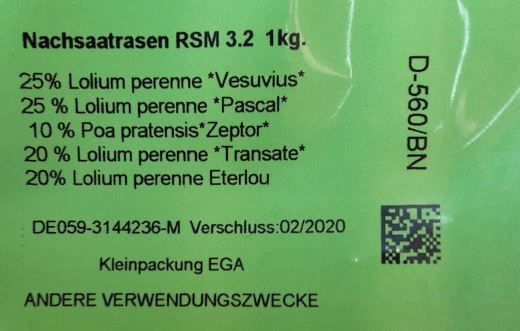 Nachsaatrasen RSM 3.2 1kg.
25% Lolium perenne *Vesuvius*
25 % Lolium perenne *Pascal*
10 % Poa pratensis*Zeptor*
20 % Lolium perenne *Transate*
20% Lolium perenne Eterlou
DE059-3144236-M Verschluss:02/2020
Kleinpackung EGA
ANDERE VERWENDUNGSZWECKE
D-560/BN